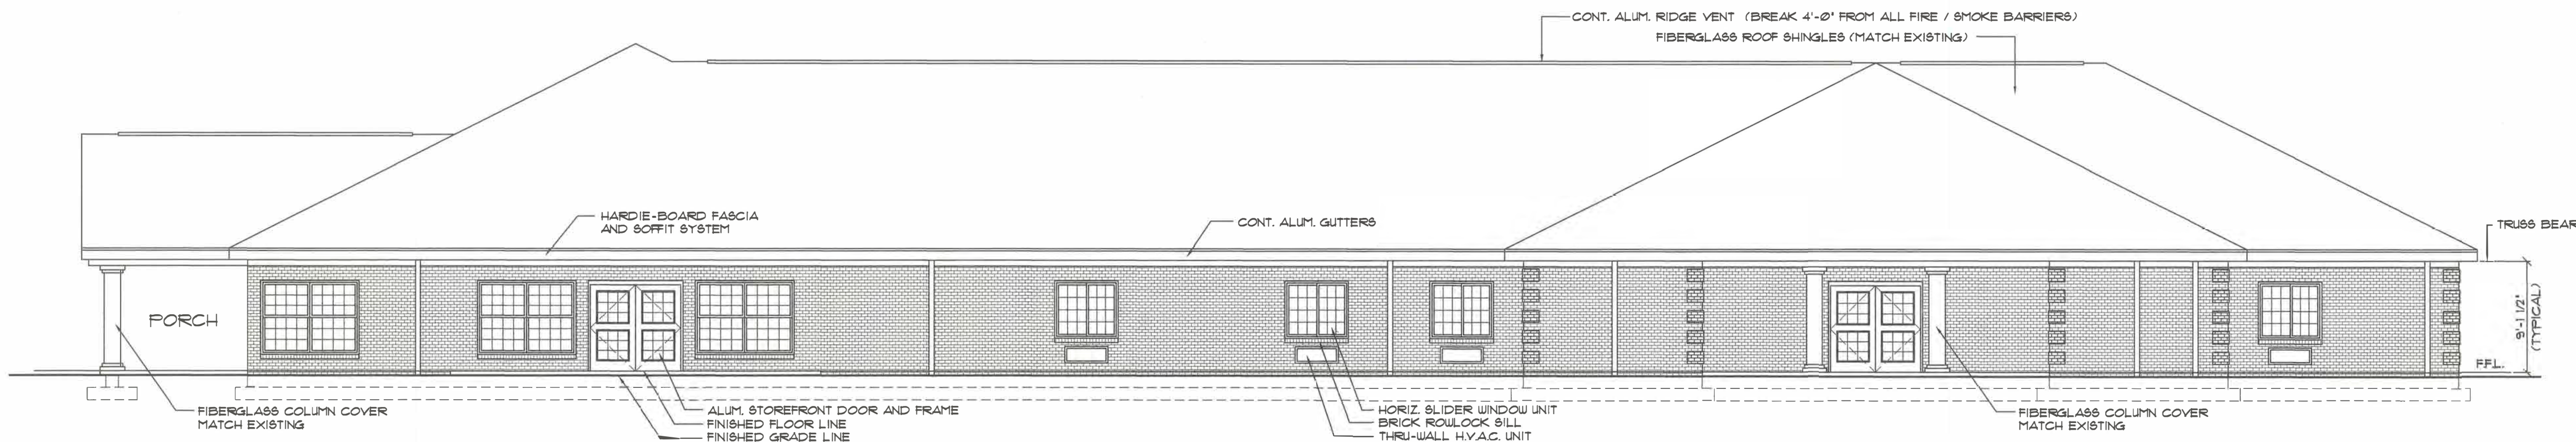 CONT. ALUM. RIDGE VENT (BREAK 4'-0" FROM ALL FIRE / SMOKE BARRIERS)
FIBERGLASS ROOF SHINGLES (MATCH EXISTING)
HARDIE-BOARD FASCIA
AND SOFFIT SYSTEM
CONT. ALUM. GUTTERS
TRUSS BEAR
PORCH
9'-1 1/2"
(TYPICAL)
F.F.L.
FIBERGLASS COLUMN COVER
MATCH EXISTING
ALUM. STOREFRONT DOOR AND FRAME
FINISHED FLOOR LINE
FINISHED GRADE LINE
HORIZ. SLIDER WINDOW UNIT
BRICK ROWLOCK SILL
THRU-WALL H.V.A.C. UNIT
FIBERGLASS COLUMN COVER
MATCH EXISTING